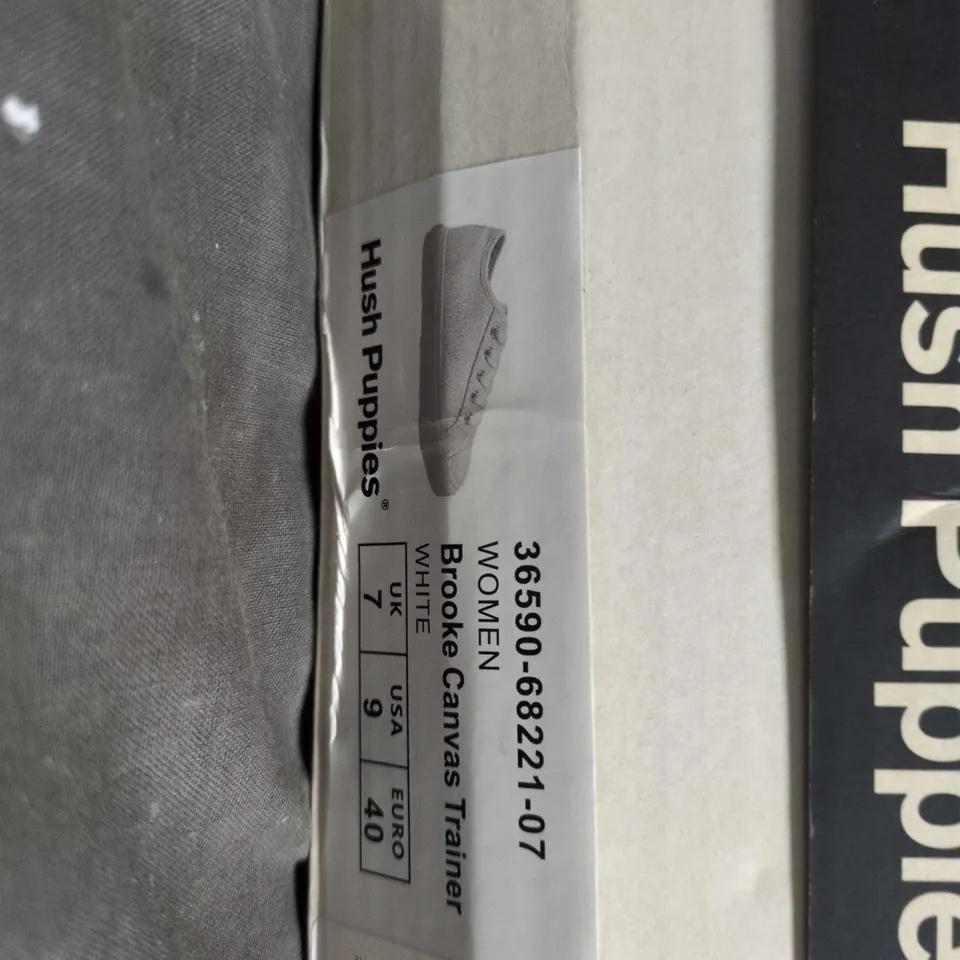 Hush Puppies
36590-68221-07
WOMEN
Brooke Canvas Trainer
WHITE
UK USA EURO
7 9 40
Hush Puppies®